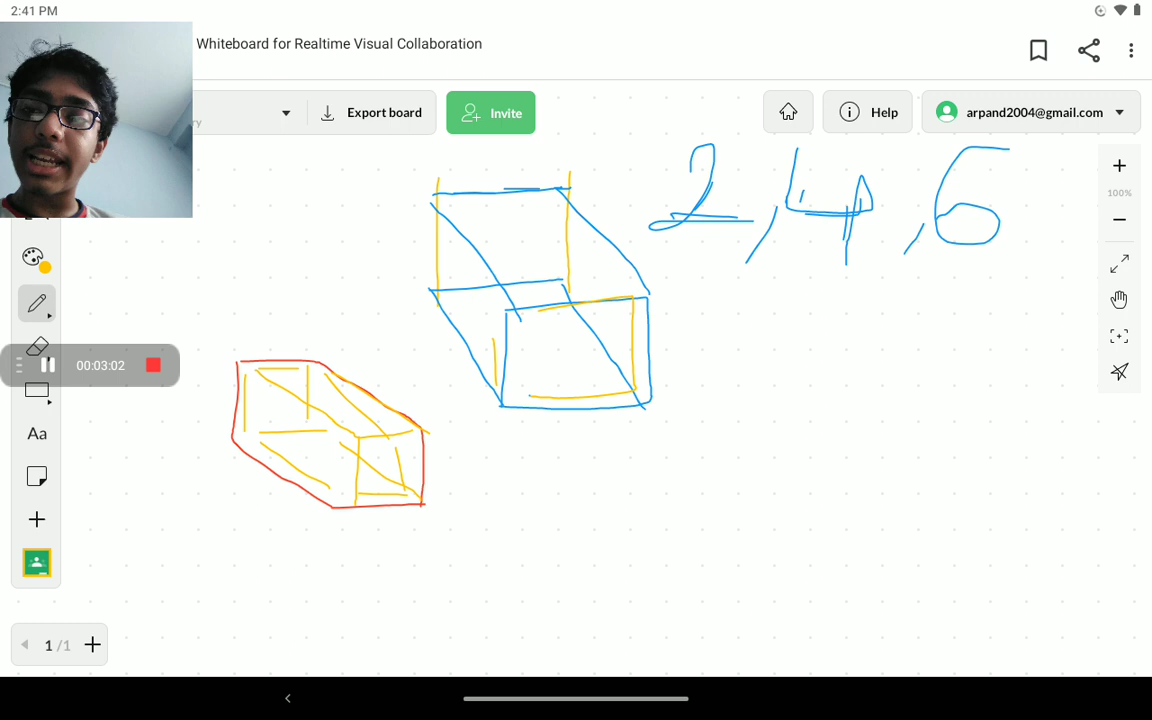 2:41 PM
Whiteboard for Realtime Visual Collaboration
Export board
Invite
Help
arpand2004@gmail.com
2, 4, 6
100%
00:03:02
Aa
1 /1